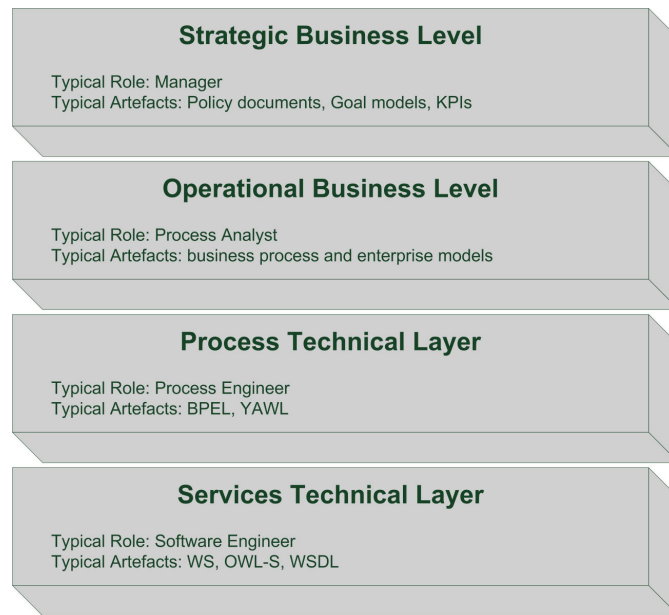 Strategic Business Level
Typical Role: Manager
Typical Artefacts: Policy documents, Goal models, KPIs
Operational Business Level
Typical Role: Process Analyst
Typical Artefacts: business process and enterprise models
Process Technical Layer
Typical Role: Process Engineer
Typical Artefacts: BPEL, YAWL
Services Technical Layer
Typical Role: Software Engineer
Typical Artefacts: WS, OWL-S, WSDL